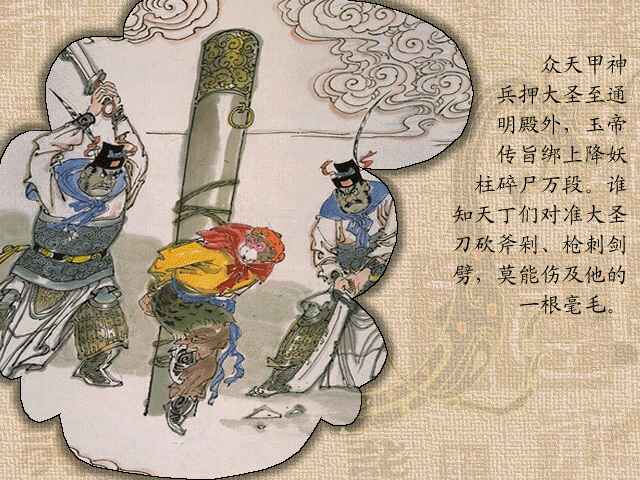 众天甲神
兵押大圣至通
明殿外，玉帝
传旨绑上降妖
柱碎尸万段。谁
知天丁们对准大圣
刀砍斧剁、枪刺剑
劈，莫能伤及他的
一根毫毛。